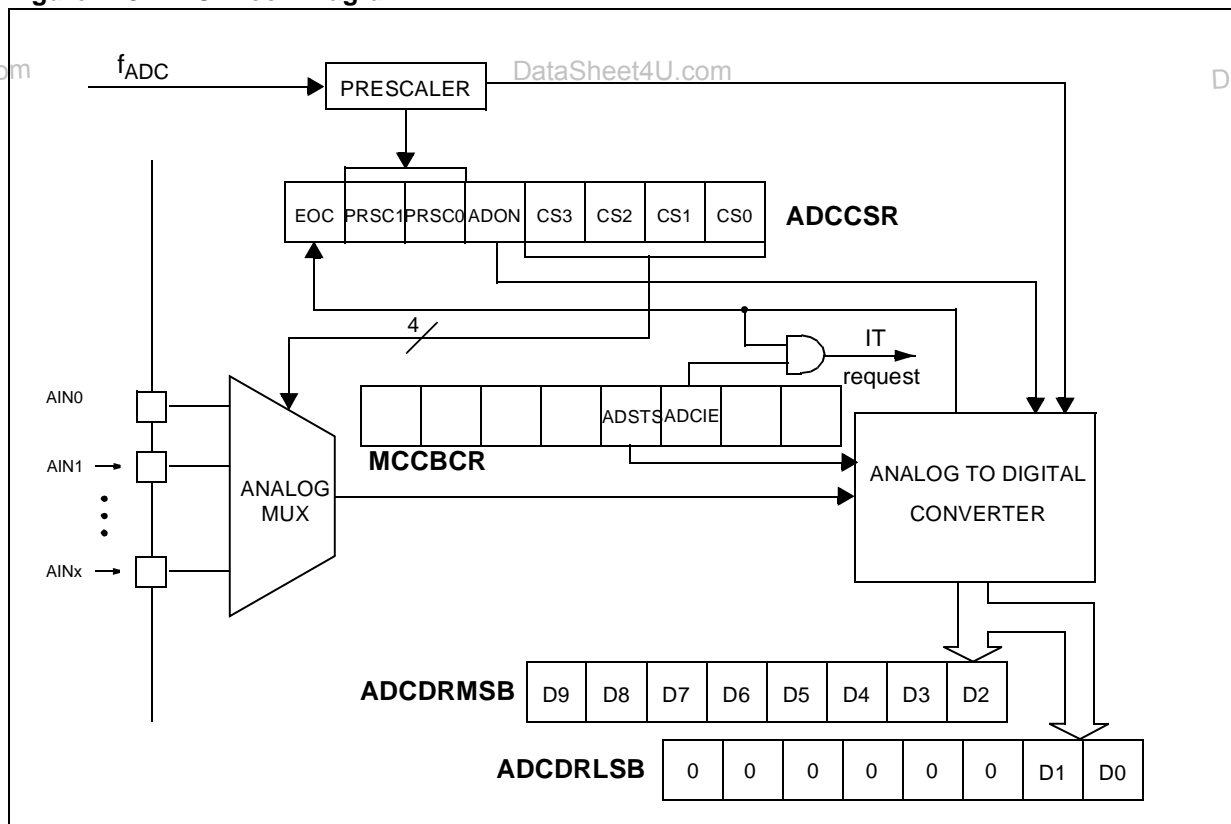 f_ADC
PRESCALER
DataSheet4U.com
EOC PRSC1 PRSC0 ADON CS3 CS2 CS1 CS0 ADCCSR
4
IT
request
AIN0
AIN1
AINx
ANALOG
MUX
ADSTS ADCIE
MCCBCR
ANALOG TO DIGITAL
CONVERTER
ADCDRMSB D9 D8 D7 D6 D5 D4 D3 D2
ADCDRLSB 0 0 0 0 0 0 D1 D0